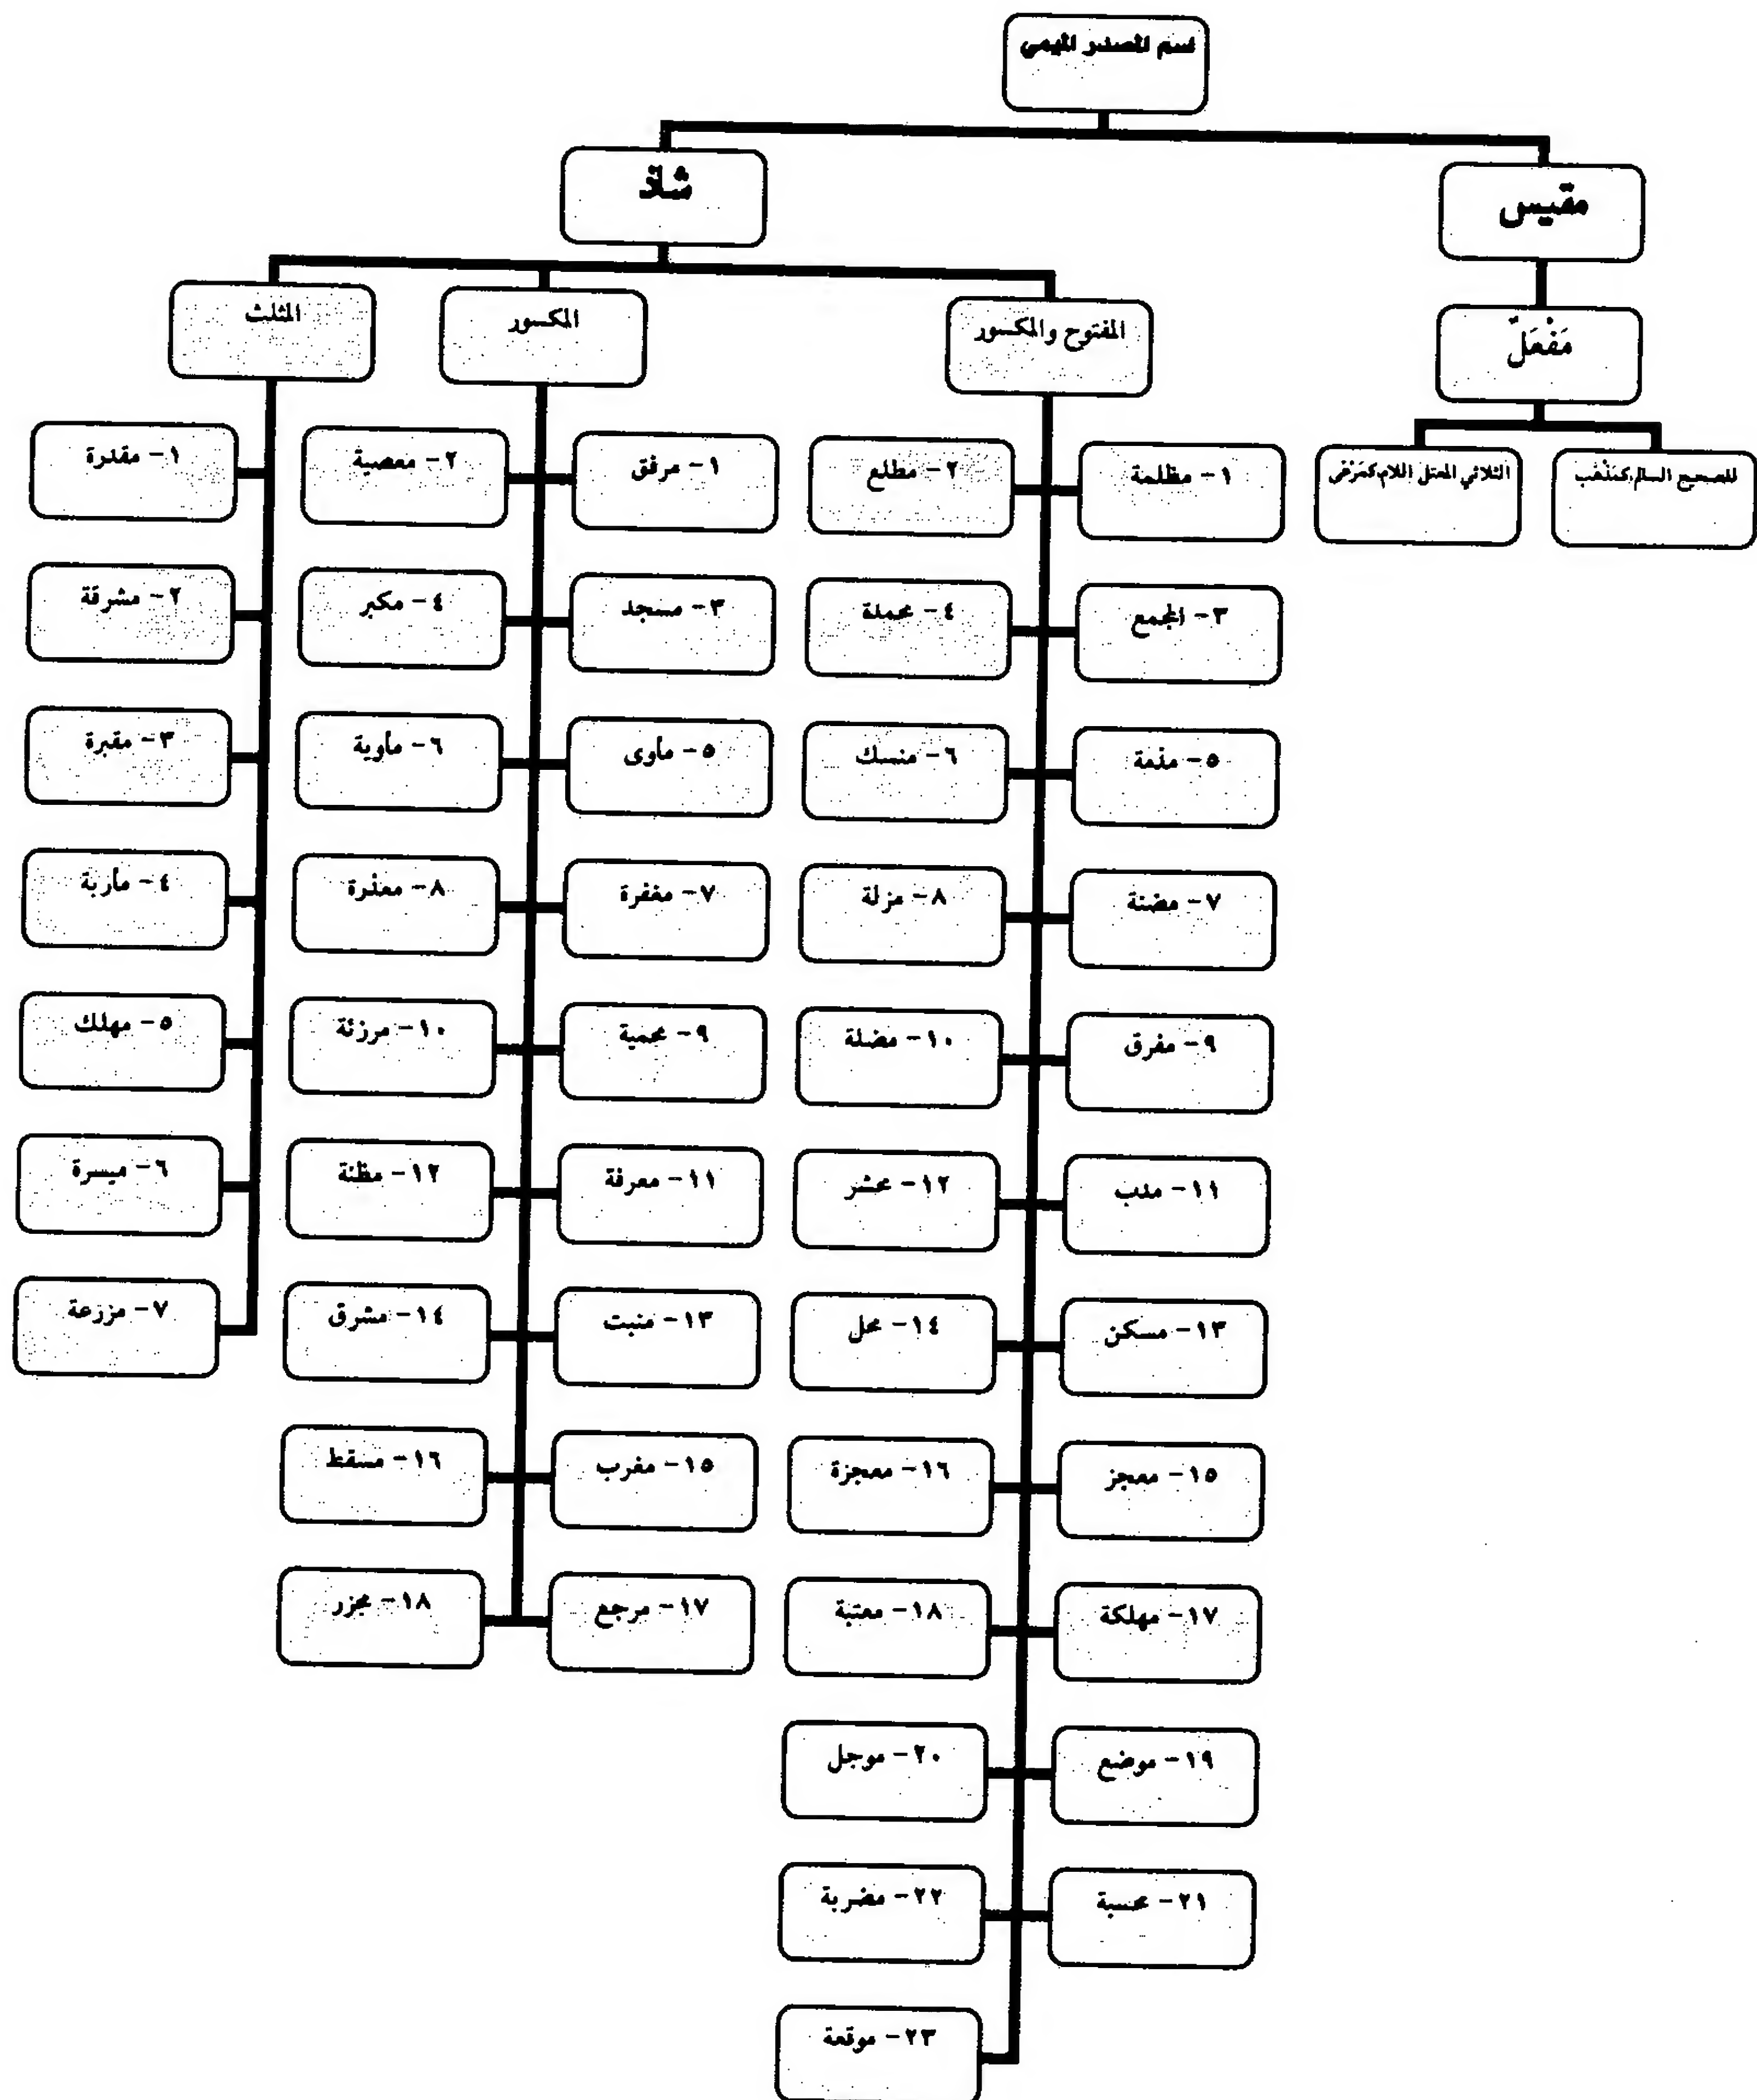 اسم المصدر الميمي
مقيس
شاذ
مَفْعَلٌ
للصحيح السالم كمَذْهَب
الثلاثي المعتل اللام كمَرْمَى
المفتوح والمكسور
١- مظلمة
٢- مطلع
٣- المجمع
٤- محمدة
٥- مذمة
٦- منسك
٧- مضنة
٨- مزلة
٩- مفرق
١٠- مضلة
١١- مدب
١٢- محشر
١٣- مسكن
١٤- محل
١٥- معجز
١٦- معجزة
١٧- مهلكة
١٨- معتبة
١٩- موضع
٢٠- موجل
٢١- محسبة
٢٢- مضربة
٢٣- موقعة
المكسور
١- مرفق
٢- معصية
٣- مسجد
٤- مكبر
٥- مأوى
٦- مأوية
٧- مغفرة
٨- معذرة
٩- محمية
١٠- مرزئة
١١- معرفة
١٢- مظنة
١٣- منبت
١٤- مشرق
١٥- مغرب
١٦- مسقط
١٧- مرجع
١٨- مجزر
المثلث
١- مقدرة
٢- مشرقة
٣- مقبرة
٤- مأربة
٥- مهلك
٦- ميسرة
٧- مزرعة